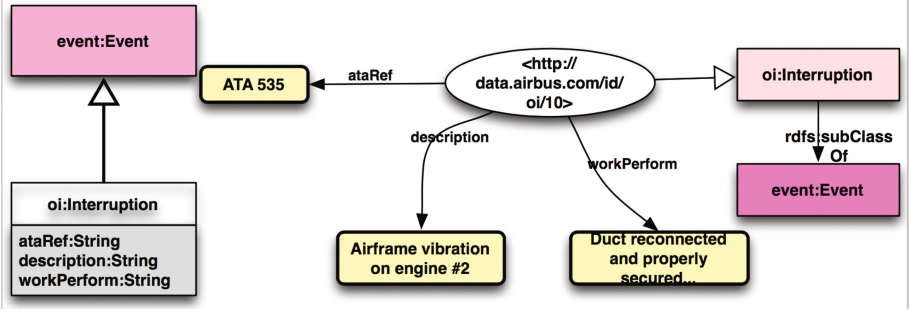 event:Event
oi:Interruption
ataRef:String
description:String
workPerform:String
ATA 535
ataRef
<http://
data.airbus.com/id/
oi/10>
description
workPerform
Airframe vibration
on engine #2
Duct reconnected
and properly
secured...
oi:Interruption
rdfs:subClass
Of
event:Event